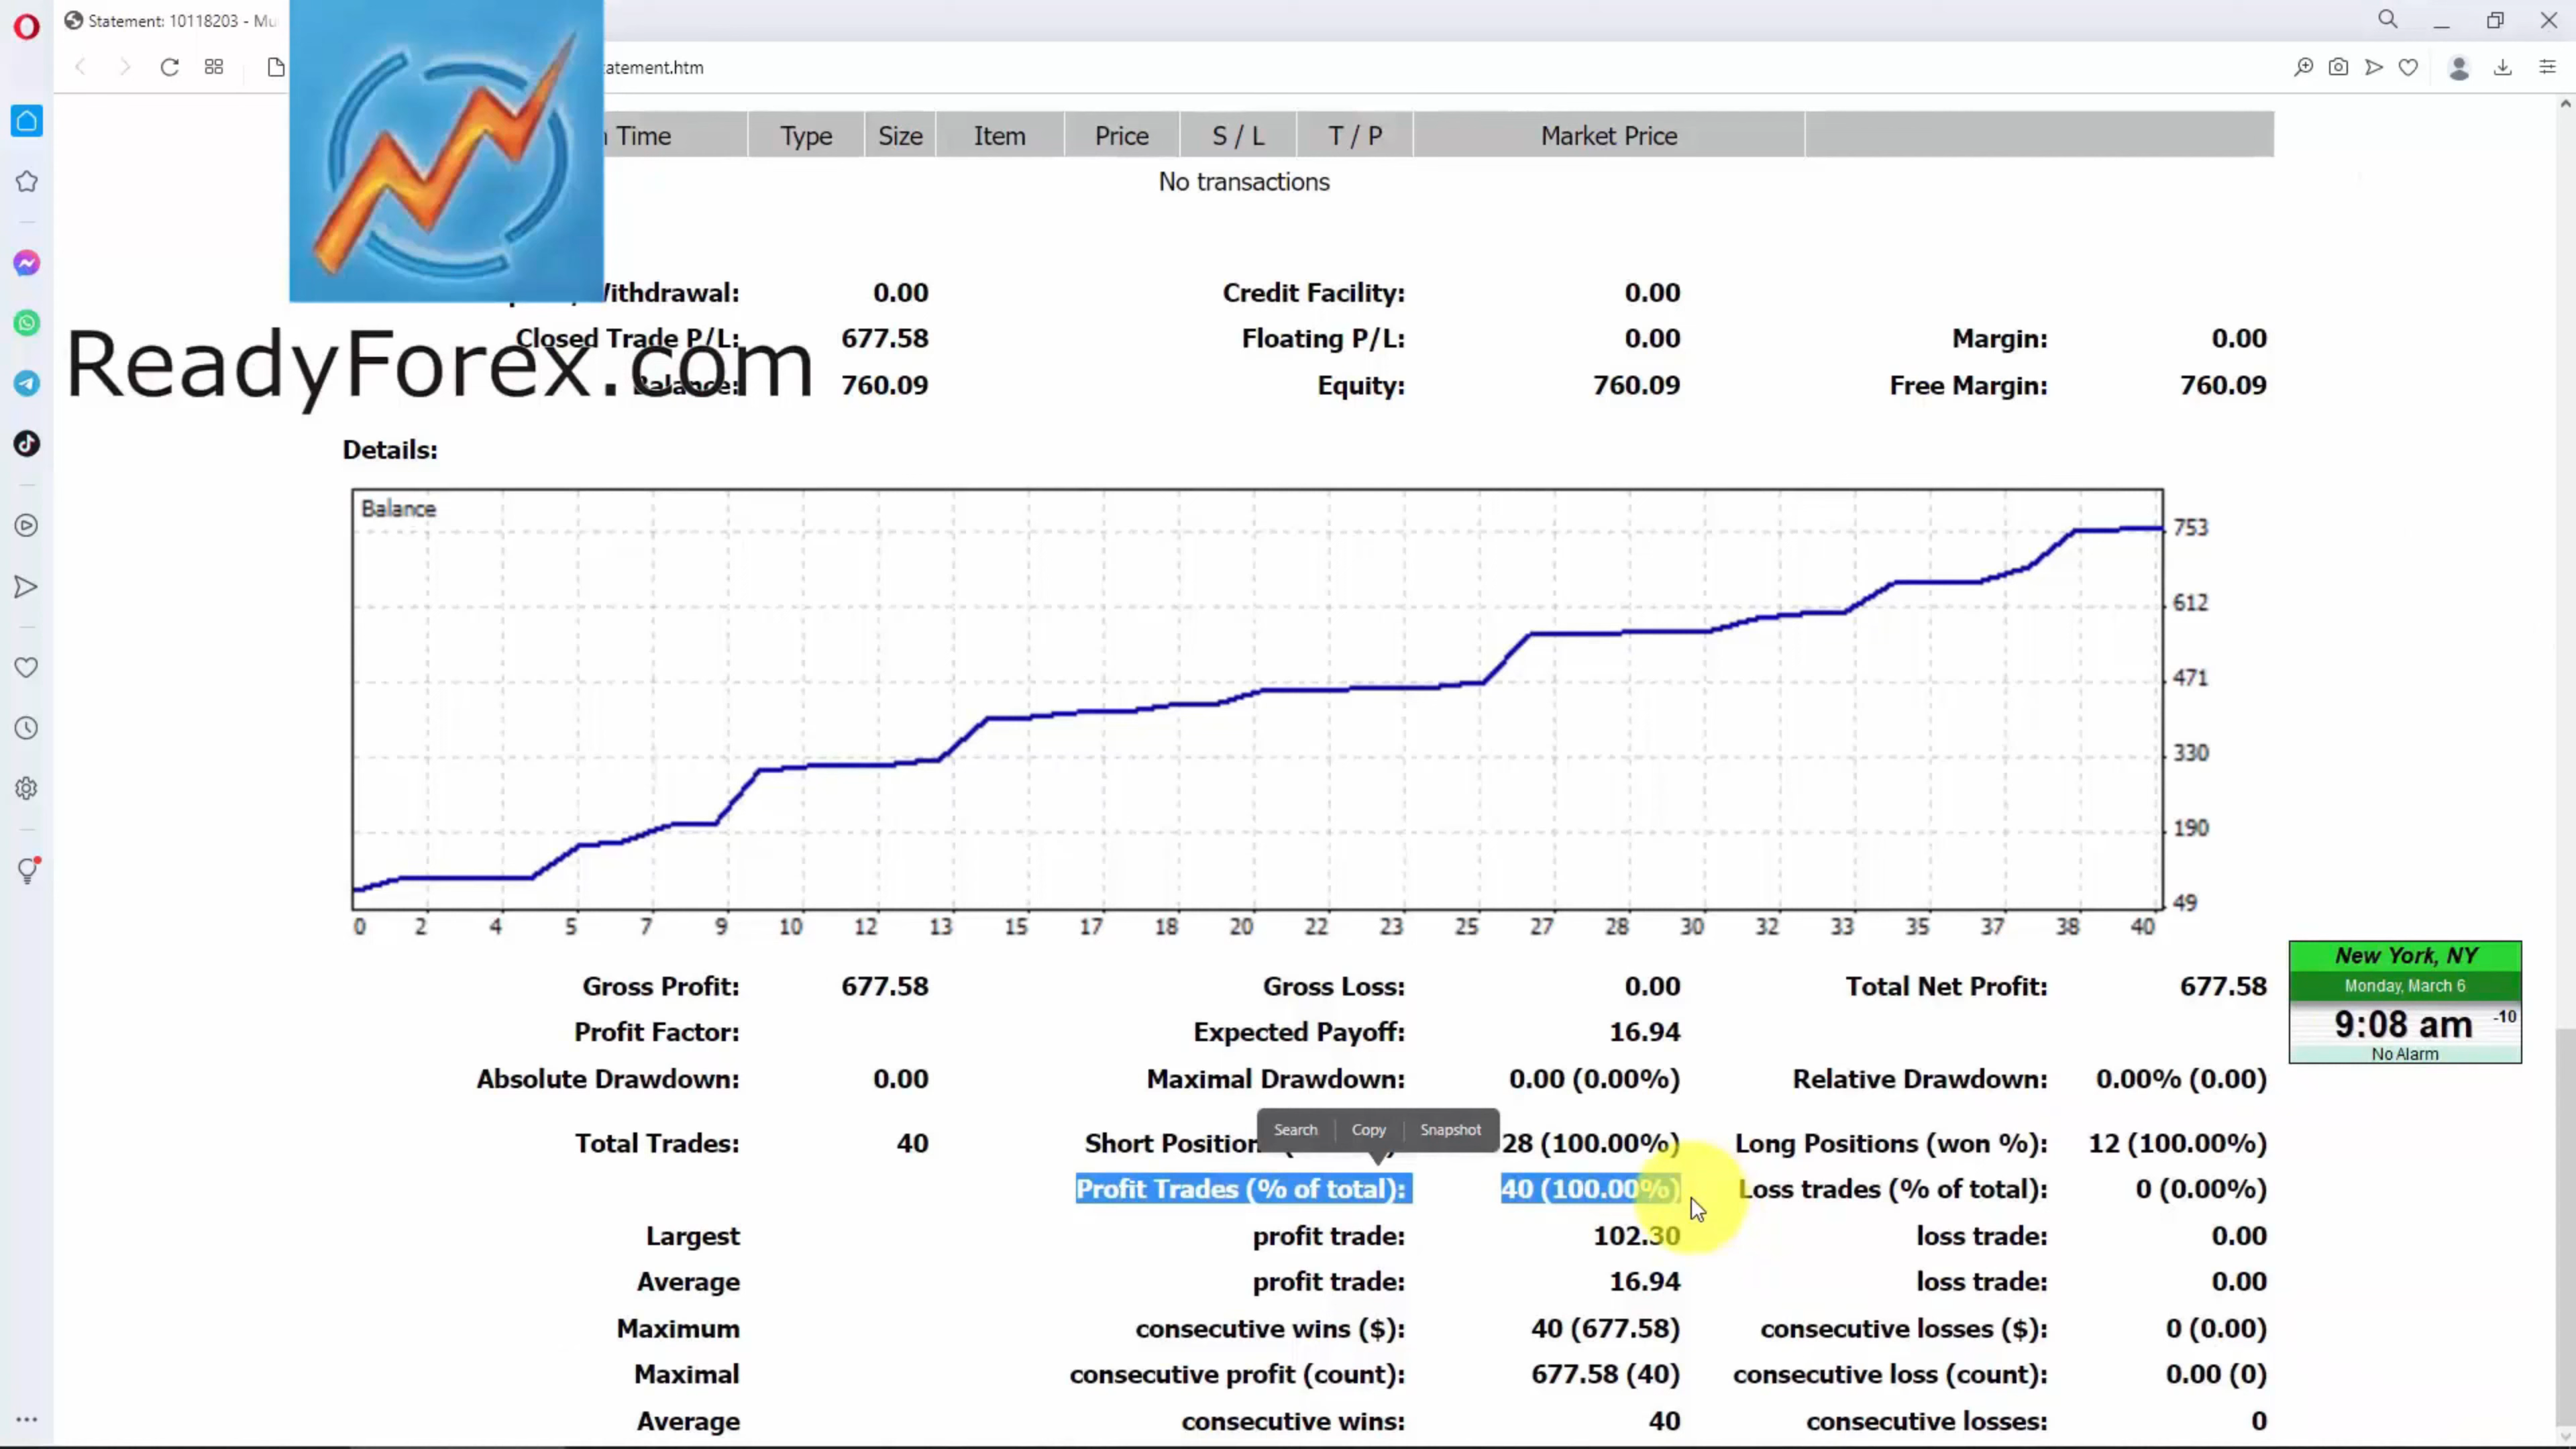 Statement: 10118203 - Mu
atement.htm
Time Type Size Item Price S / L T / P Market Price
No transactions
ithdrawal: 0.00 Credit Facility: 0.00
Closed Trade P/L: 677.58 Floating P/L: 0.00 Margin: 0.00
ReadyForex.com
Balance: 760.09 Equity: 760.09 Free Margin: 760.09
Details:
Balance
753
612
471
330
190
49
0 2 4 5 7 9 10 12 13 15 17 18 20 22 23 25 27 28 30 32 33 35 37 38 40
New York, NY
Monday, March 6
9:08 am -10
No Alarm
Gross Profit: 677.58 Gross Loss: 0.00 Total Net Profit: 677.58
Profit Factor: Expected Payoff: 16.94
Absolute Drawdown: 0.00 Maximal Drawdown: 0.00 (0.00%) Relative Drawdown: 0.00% (0.00)
Search Copy Snapshot
Total Trades: 40 Short Position 28 (100.00%) Long Positions (won %): 12 (100.00%)
Profit Trades (% of total): 40 (100.00%) Loss trades (% of total): 0 (0.00%)
Largest profit trade: 102.30 loss trade: 0.00
Average profit trade: 16.94 loss trade: 0.00
Maximum consecutive wins ($): 40 (677.58) consecutive losses ($): 0 (0.00)
Maximal consecutive profit (count): 677.58 (40) consecutive loss (count): 0.00 (0)
Average consecutive wins: 40 consecutive losses: 0